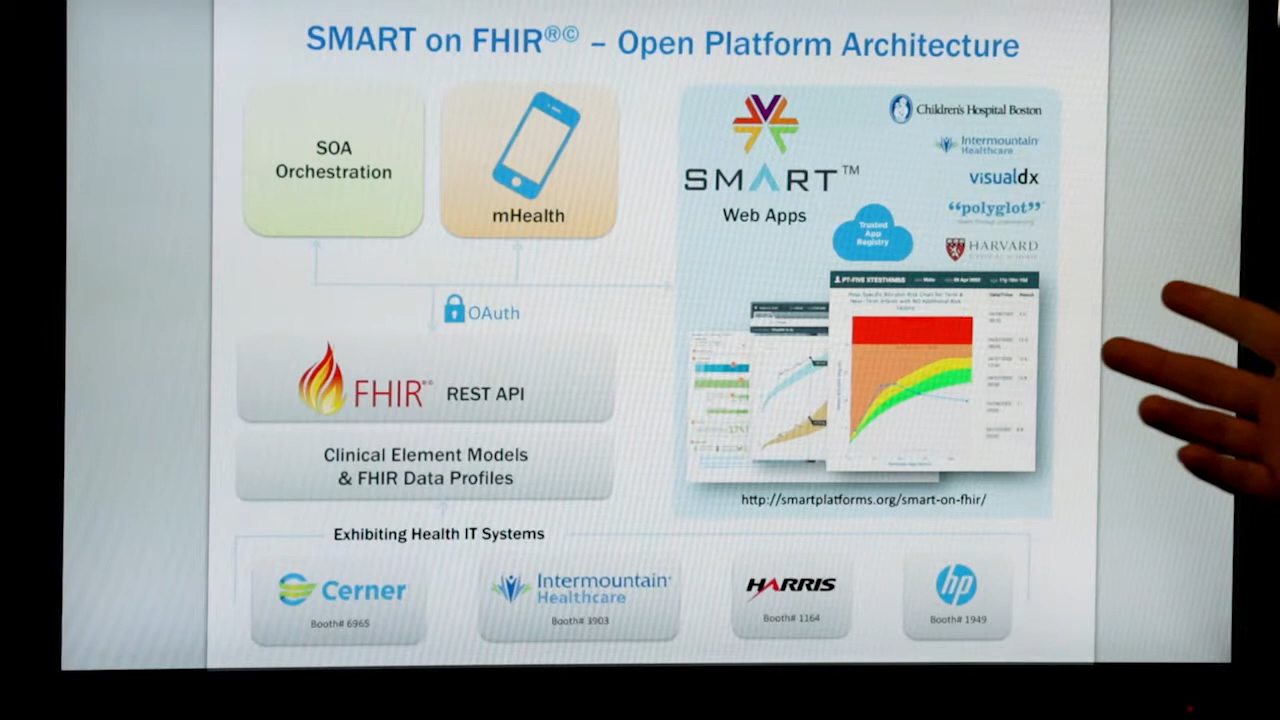 SMART on FHIR®© – Open Platform Architecture
SOA
Orchestration
mHealth
SMART™
Web Apps
Children's Hospital Boston
Intermountain
Healthcare
visualdx
“polyglot”
HARVARD
Trusted
App
Registry
OAuth
FHIR REST API
Clinical Element Models
& FHIR Data Profiles
http://smartplatforms.org/smart-on-fhir/
Exhibiting Health IT Systems
Cerner
Booth# 6965
Intermountain
Healthcare
Booth# 3903
HARRIS
Booth# 1164
hp
Booth# 1949